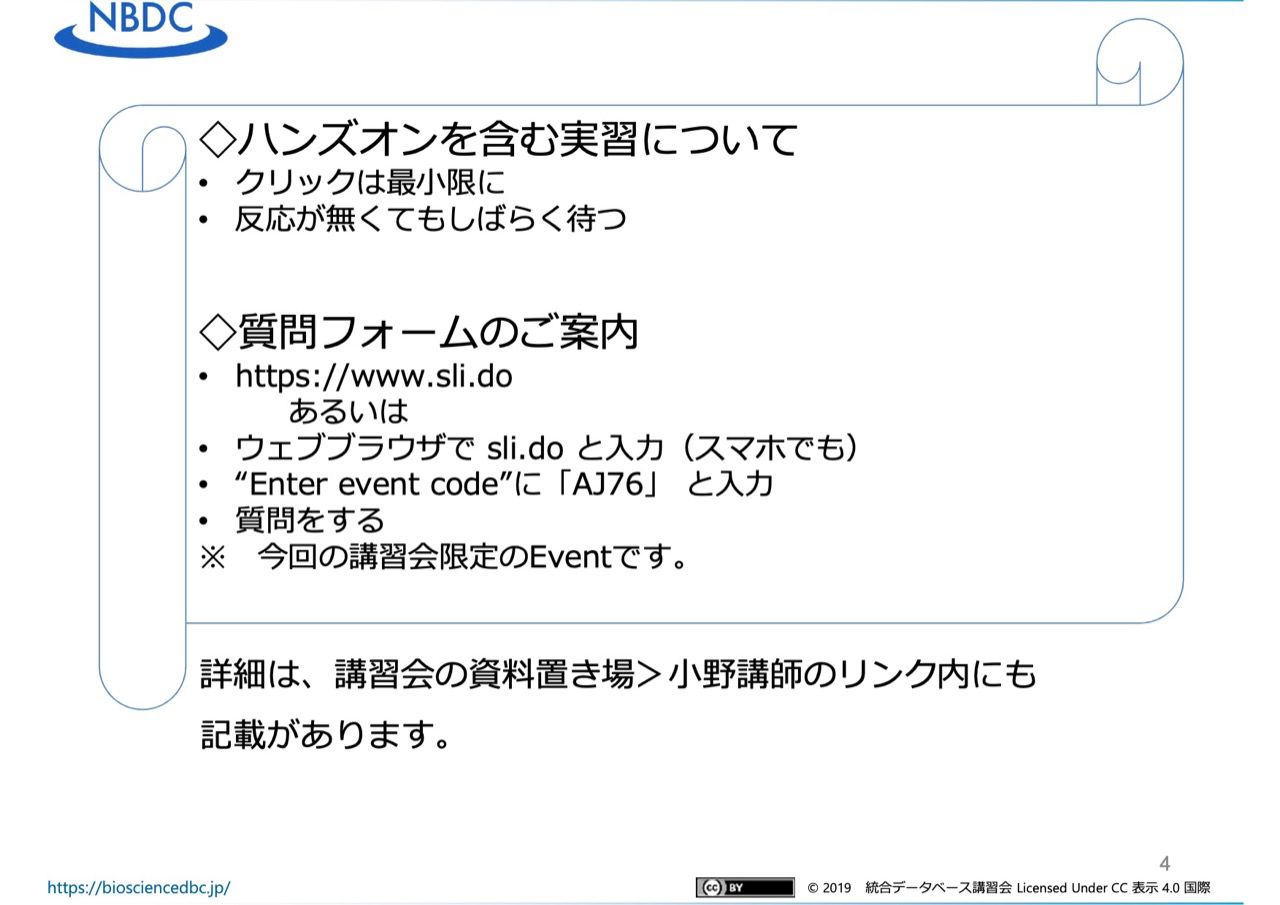 NBDC
◇ハンズオンを含む実習について
• クリックは最小限に
• 反応が無くてもしばらく待つ
◇質問フォームのご案内
• https://www.sli.do
あるいは
• ウェブブラウザで sli.do と入力（スマホでも）
• “Enter event code”に「AJ76」 と入力
• 質問をする
※ 今回の講習会限定のEventです。
詳細は、講習会の資料置き場＞小野講師のリンク内にも
記載があります。
4
https://biosciencedbc.jp/
cc BY © 2019 統合データベース講習会 Licensed Under CC 表示 4.0 国際